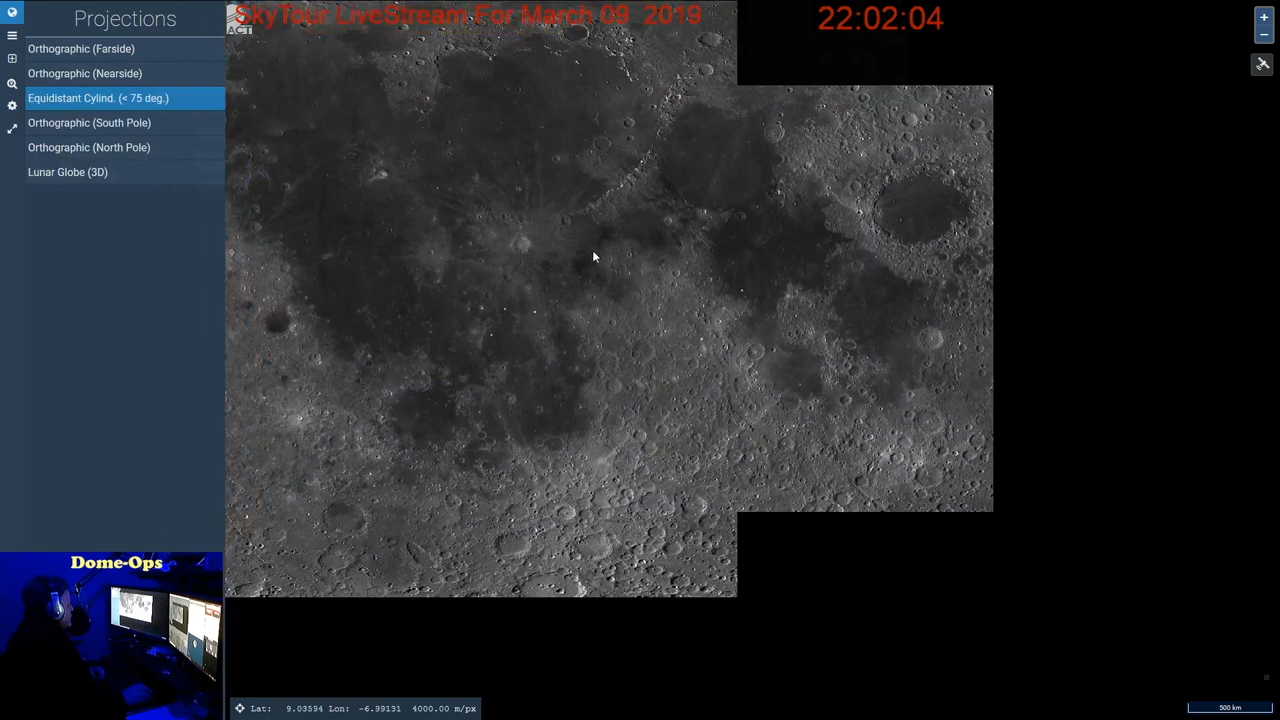 Projections
Orthographic (Farside)
Orthographic (Nearside)
Equidistant Cylind. (< 75 deg.)
Orthographic (South Pole)
Orthographic (North Pole)
Lunar Globe (3D)
SkyTour LiveStream For March 09 2019
22:02:04
ACT
Dome-Ops
Lat: 9.03594 Lon: -6.99131 4000.00 m/px
500 km